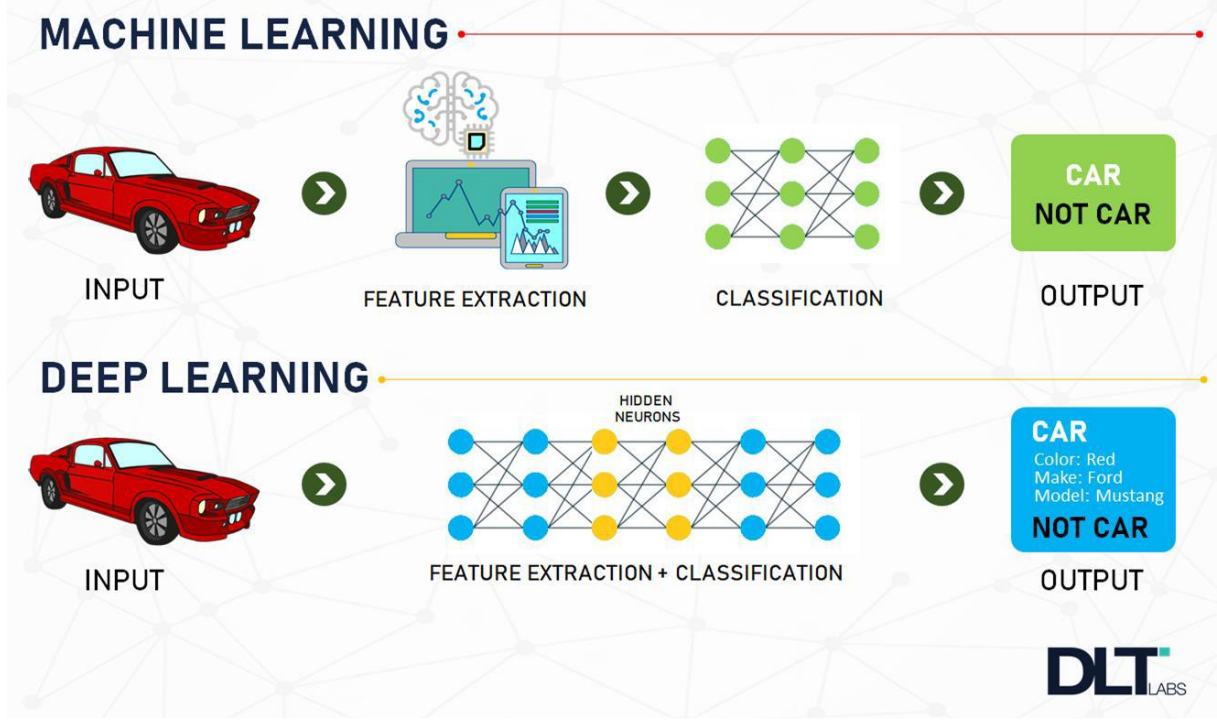 MACHINE LEARNING
INPUT
FEATURE EXTRACTION
CLASSIFICATION
CAR
NOT CAR
OUTPUT
DEEP LEARNING
INPUT
HIDDEN
NEURONS
FEATURE EXTRACTION + CLASSIFICATION
CAR
Color: Red
Make: Ford
Model: Mustang
NOT CAR
OUTPUT
DLT LABS